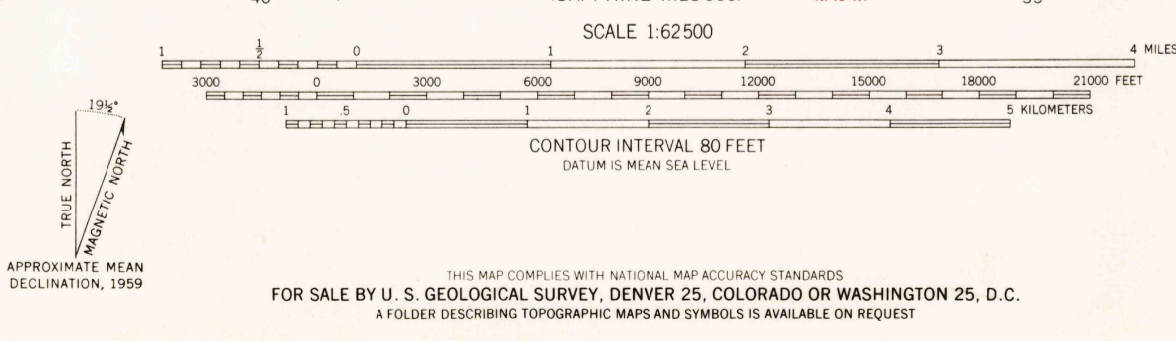 SCALE 1:62500
1 ½ 0 1 2 3 4 MILES
3000 0 3000 6000 9000 12000 15000 18000 21000 FEET
1 .5 0 1 2 3 4 5 KILOMETERS
CONTOUR INTERVAL 80 FEET
DATUM IS MEAN SEA LEVEL
19½°
TRUE NORTH
MAGNETIC NORTH
APPROXIMATE MEAN
DECLINATION, 1959
THIS MAP COMPLIES WITH NATIONAL MAP ACCURACY STANDARDS
FOR SALE BY U. S. GEOLOGICAL SURVEY, DENVER 25, COLORADO OR WASHINGTON 25, D.C.
A FOLDER DESCRIBING TOPOGRAPHIC MAPS AND SYMBOLS IS AVAILABLE ON REQUEST